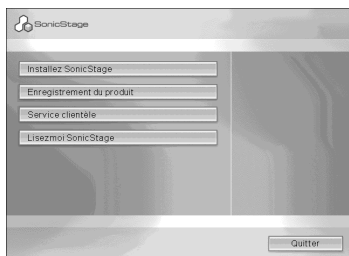 SonicStage
Installez SonicStage
Enregistrement du produit
Service clientèle
Lisezmoi SonicStage
Quitter